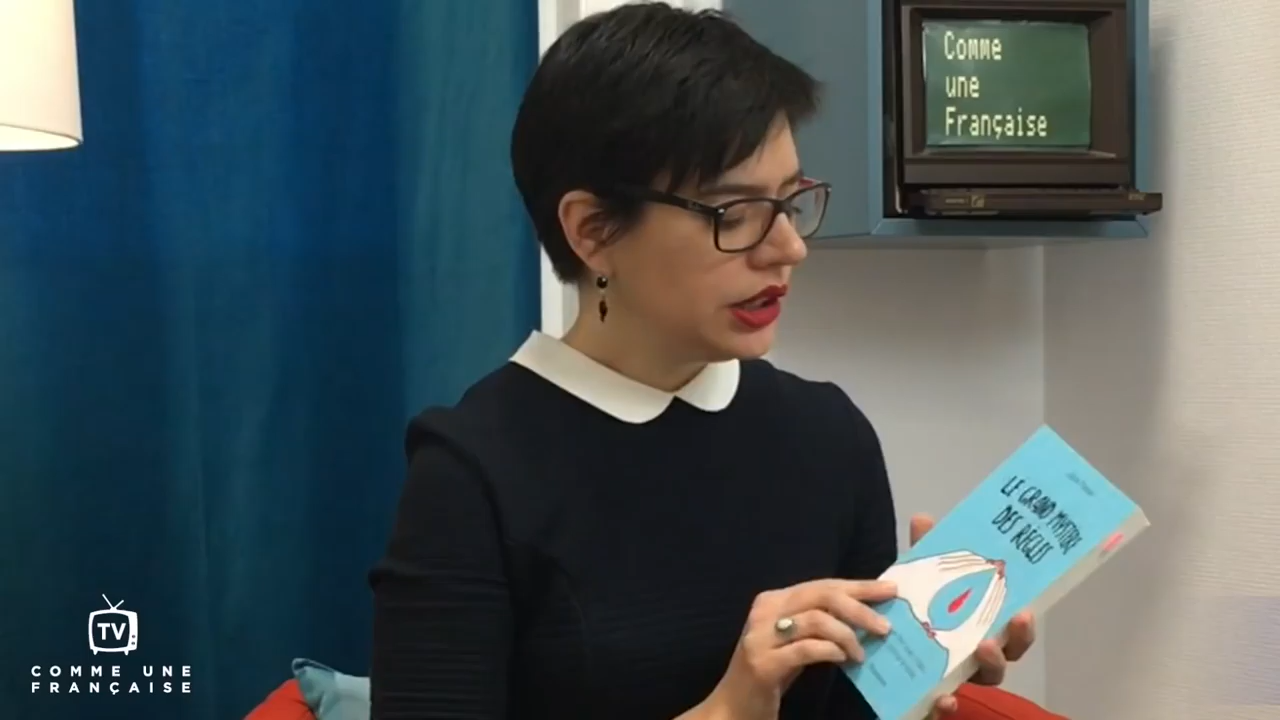 Comme
une
Française
LE GRAND MYSTÈRE
DES RÈGLES
TV
COMME UNE
FRANÇAISE